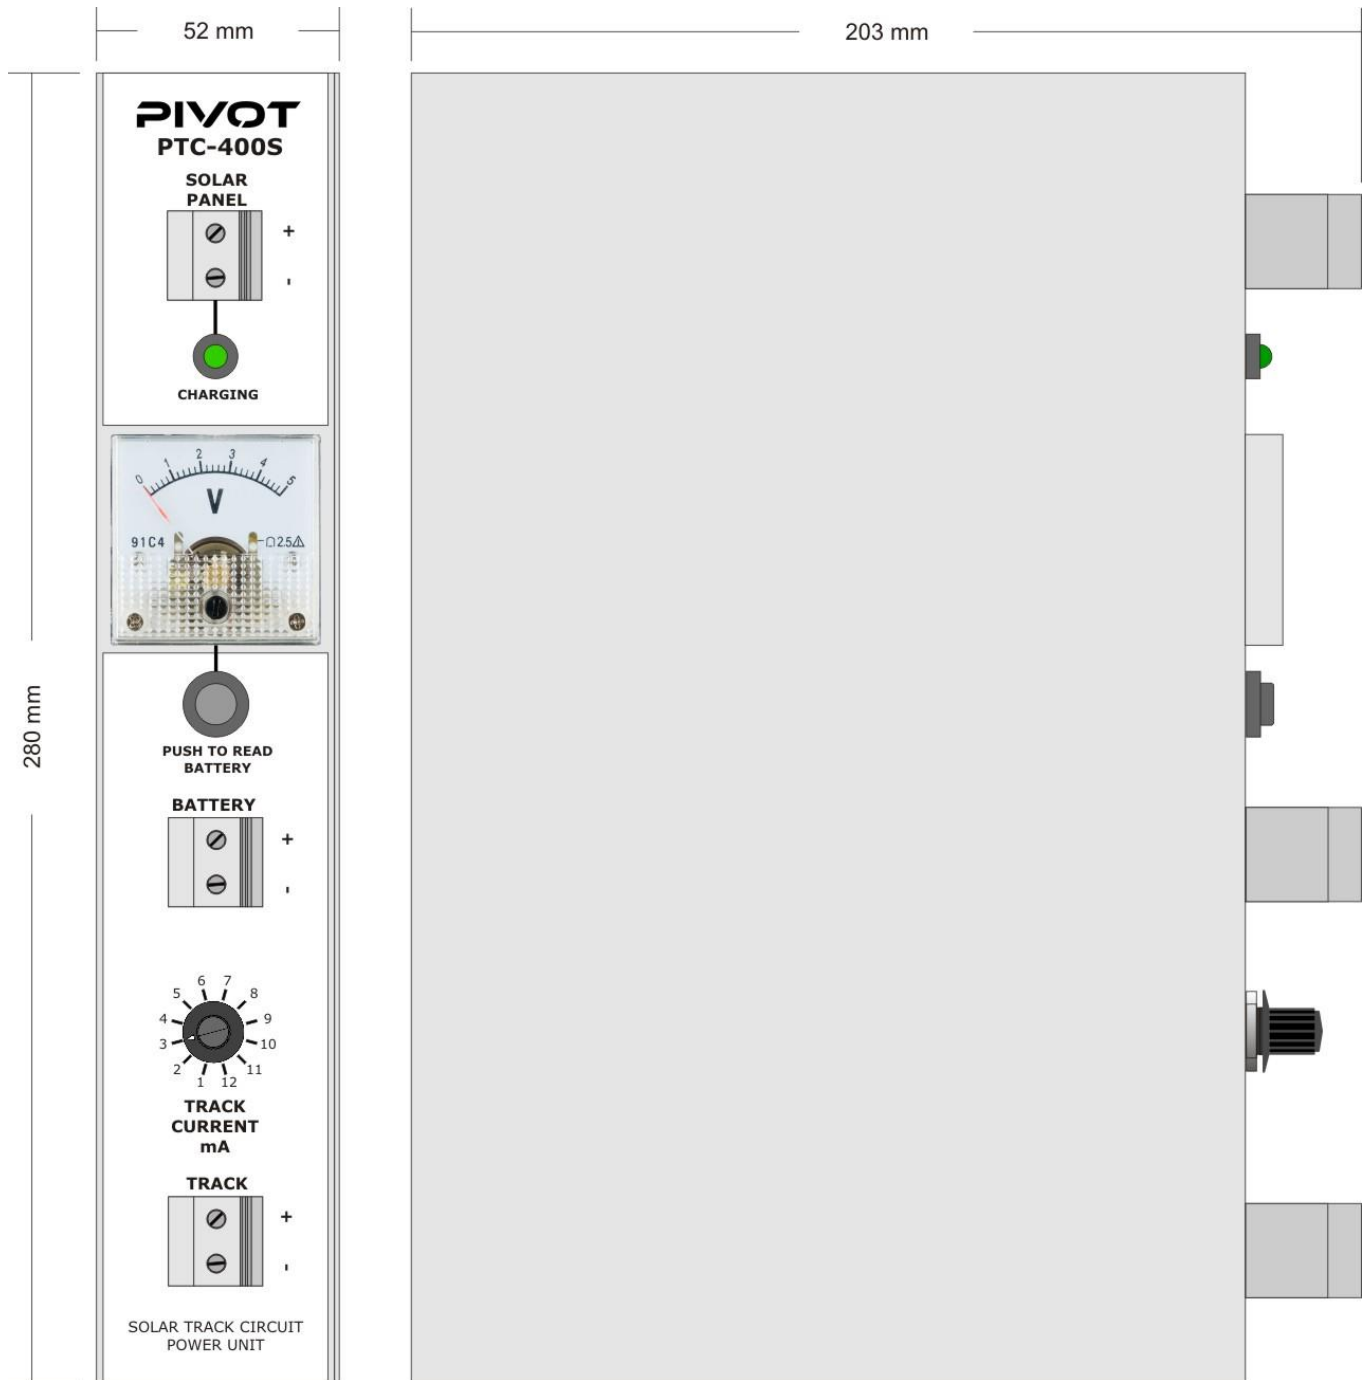 52 mm
203 mm
280 mm
PIVOT
PTC-400S
SOLAR
PANEL
+
-
CHARGING
0 1 2 3 4 5
V
91C4
2.5
PUSH TO READ
BATTERY
BATTERY
+
-
1 2 3 4 5 6 7 8 9 10 11 12
TRACK
CURRENT
mA
TRACK
+
-
SOLAR TRACK CIRCUIT
POWER UNIT